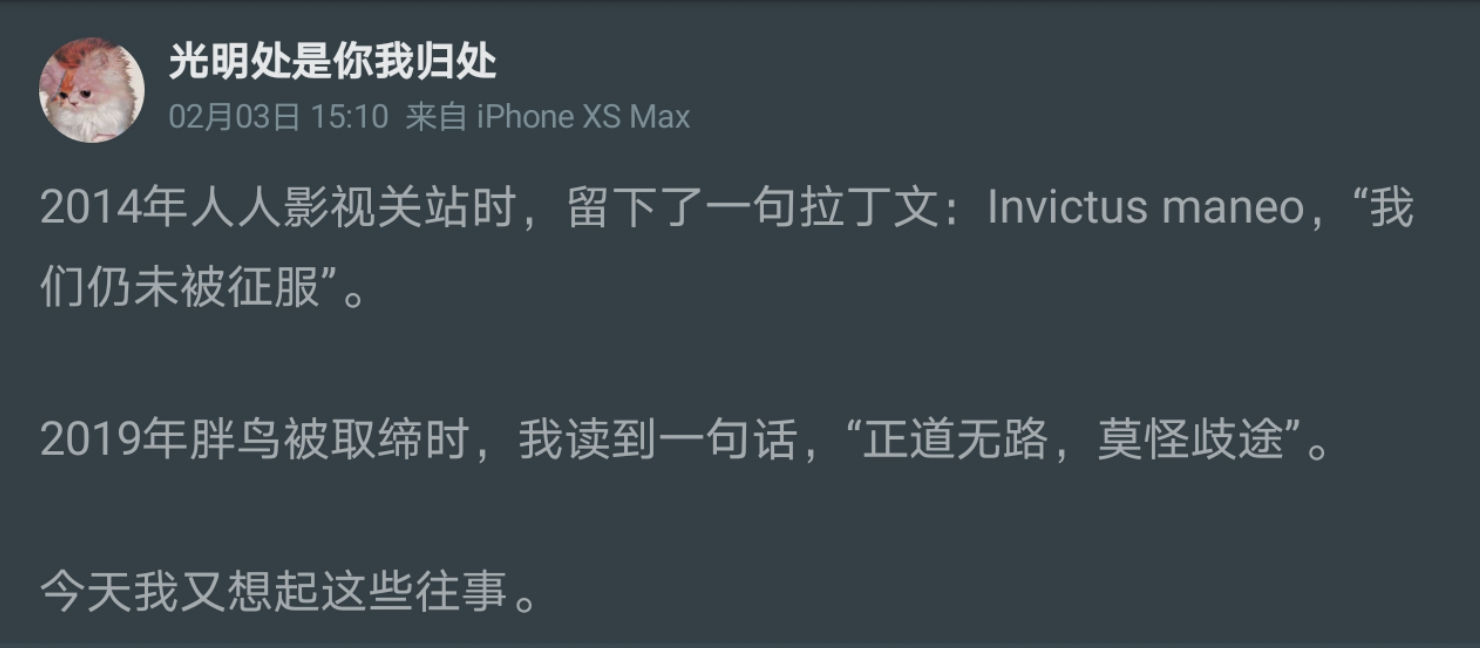 光明处是你我归处
02月03日 15:10 来自 iPhone XS Max
2014年人人影视关站时，留下了一句拉丁文：Invictus maneo，“我
们仍未被征服”。
2019年胖鸟被取缔时，我读到一句话，“正道无路，莫怪歧途”。
今天我又想起这些往事。